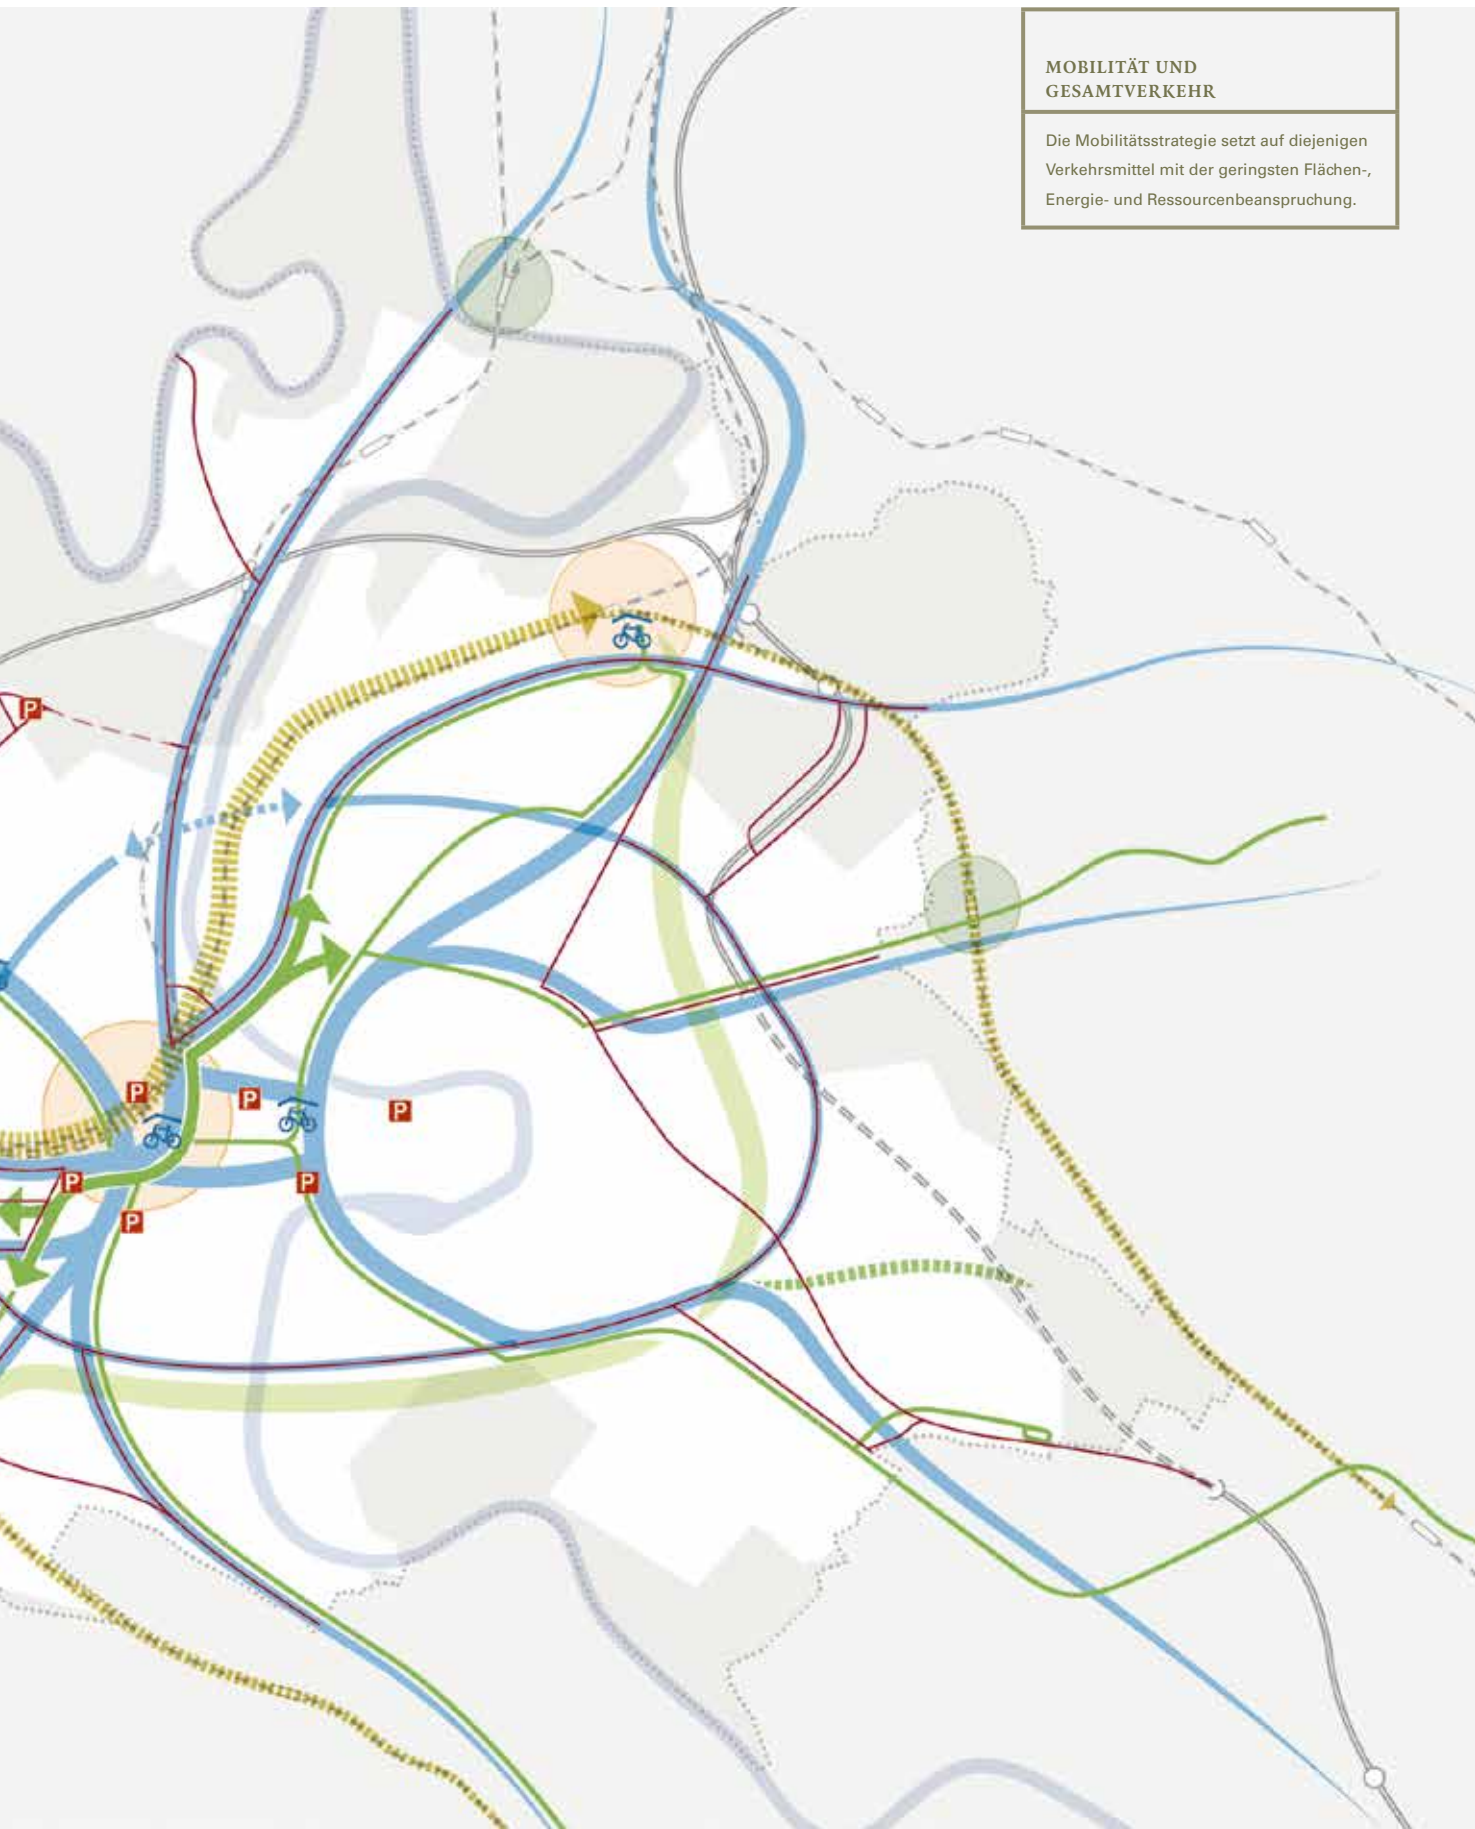 MOBILITÄT UND
GESAMTVERKEHR
Die Mobilitätsstrategie setzt auf diejenigen
Verkehrsmittel mit der geringsten Flächen-,
Energie- und Ressourcenbeanspruchung.
P
P
P
P
P
P
P